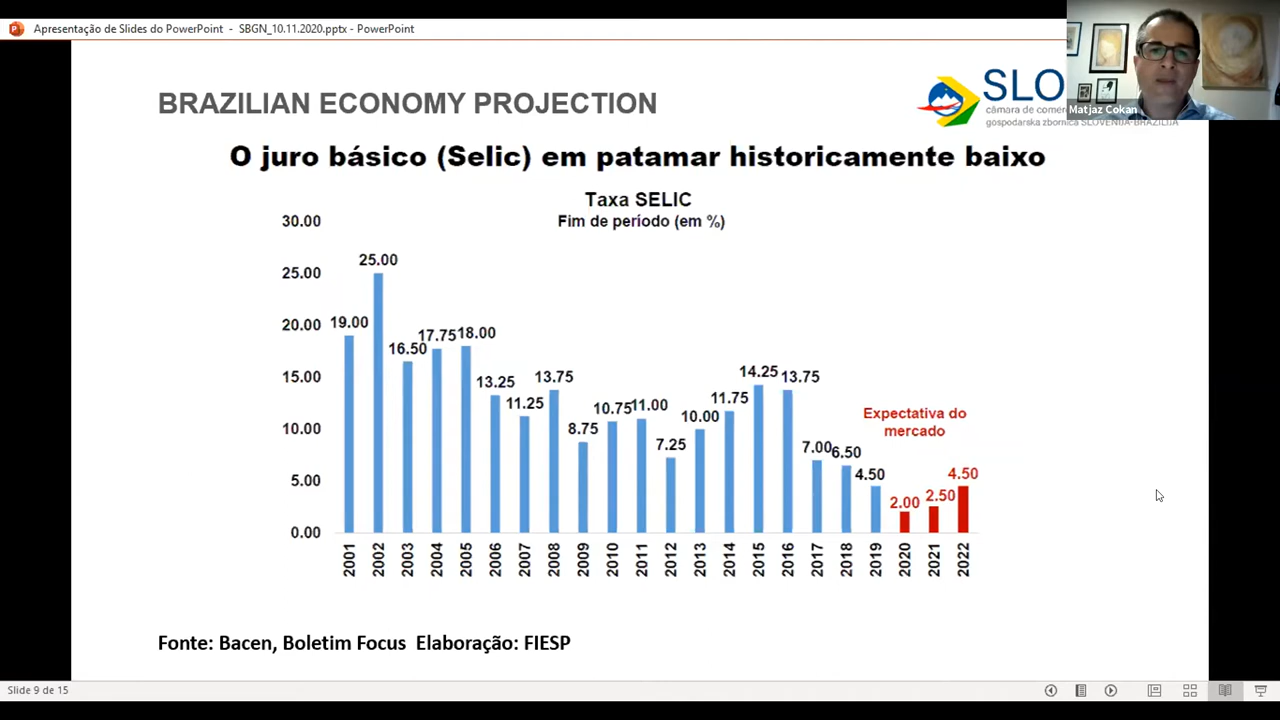 Apresentação de Slides do PowerPoint - SBGN_10.11.2020.pptx - PowerPoint
BRAZILIAN ECONOMY PROJECTION
SLO
câmara de comer
gospodarska zbornica SLOVENIJA-BRAZILIJA
Matjaz Cokan
O juro básico (Selic) em patamar historicamente baixo
Taxa SELIC
Fim de período (em %)
30.00
25.00
20.00
15.00
10.00
5.00
0.00
19.00 25.00 16.50 17.75 18.00 13.25 11.25 13.75 8.75 10.75 11.00 7.25 10.00 11.75 14.25 13.75 7.00 6.50 4.50 2.00 2.50 4.50
Expectativa do
mercado
2001 2002 2003 2004 2005 2006 2007 2008 2009 2010 2011 2012 2013 2014 2015 2016 2017 2018 2019 2020 2021 2022
Fonte: Bacen, Boletim Focus Elaboração: FIESP
Slide 9 de 15